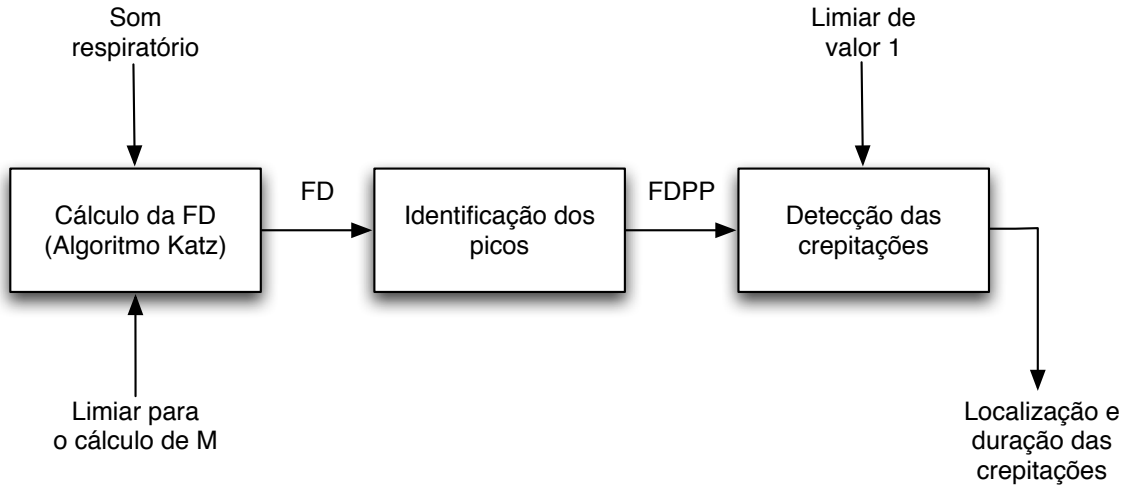 Som
respiratório
Limiar de
valor 1
Cálculo da FD
(Algoritmo Katz)
FD
Identificação dos
picos
FDPP
Detecção das
crepitações
Limiar para
o cálculo de M
Localização e
duração das
crepitações